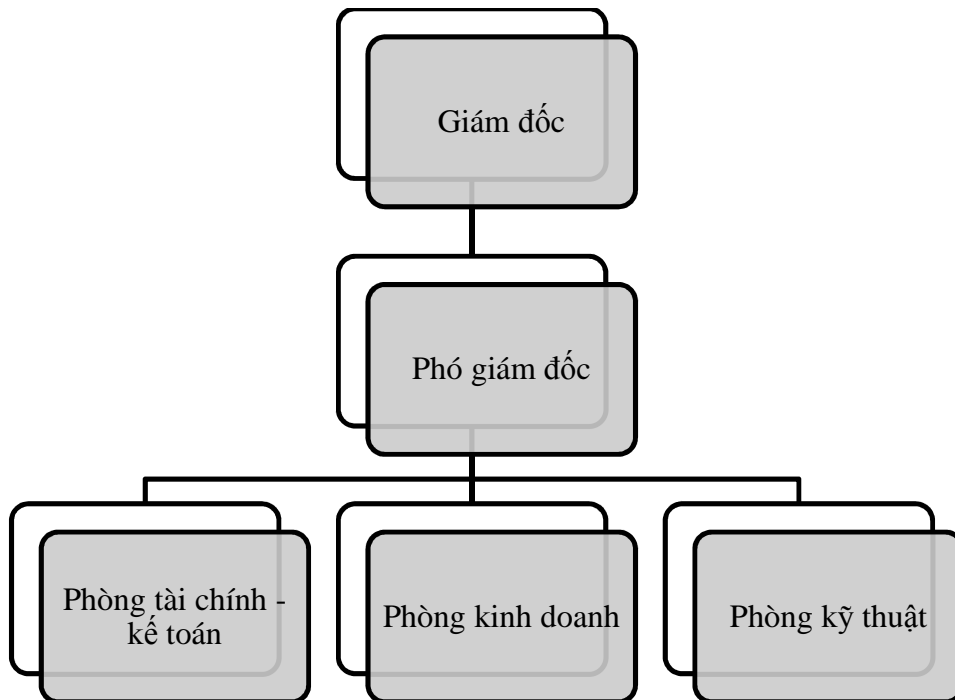 Giám đốc
Phó giám đốc
Phòng tài chính -
kế toán
Phòng kinh doanh
Phòng kỹ thuật